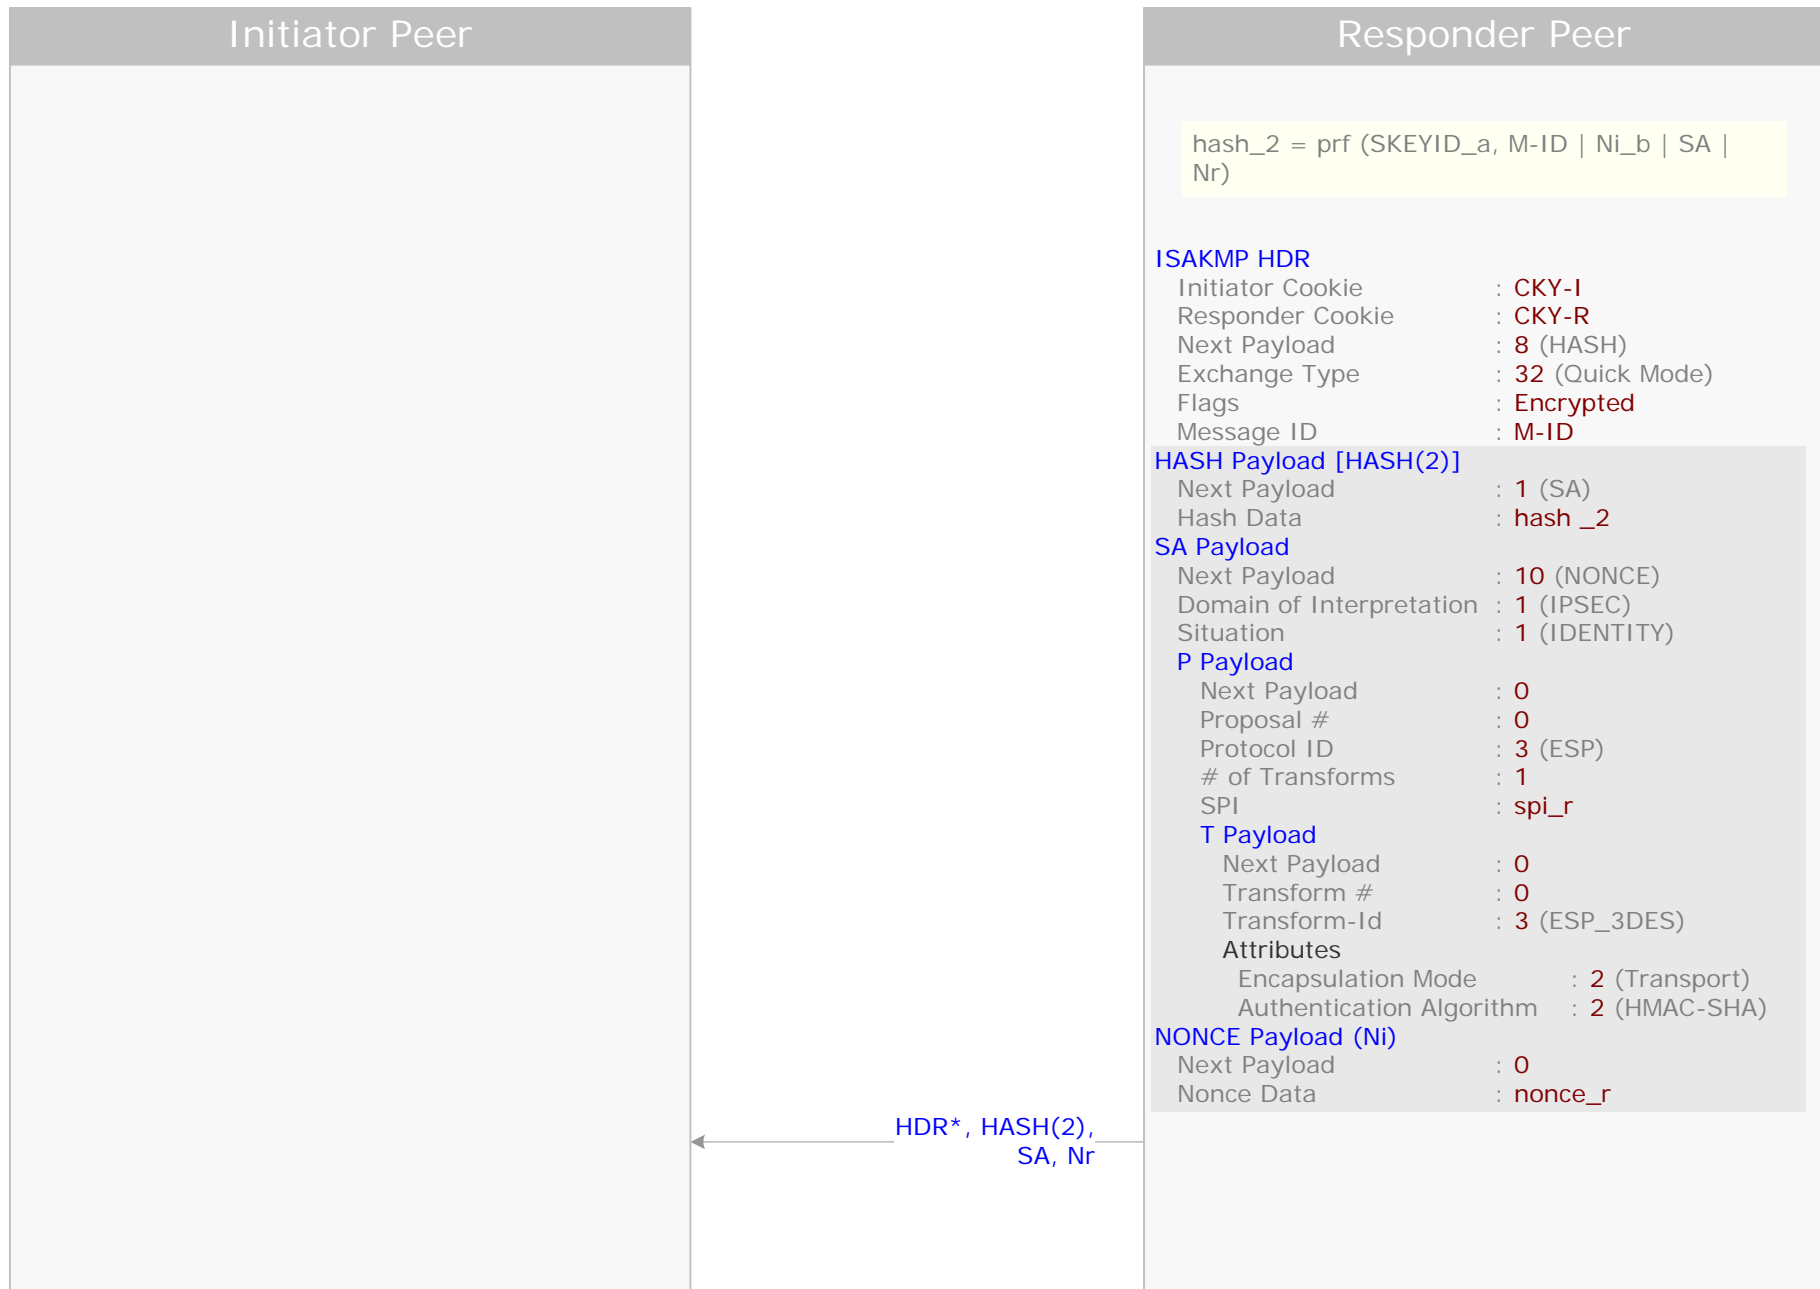 Initiator Peer
Responder Peer
hash_2 = prf (SKEYID_a, M-ID | Ni_b | SA |
Nr)
ISAKMP HDR
Initiator Cookie : CKY-I
Responder Cookie : CKY-R
Next Payload : 8 (HASH)
Exchange Type : 32 (Quick Mode)
Flags : Encrypted
Message ID : M-ID
HASH Payload [HASH(2)]
Next Payload : 1 (SA)
Hash Data : hash _2
SA Payload
Next Payload : 10 (NONCE)
Domain of Interpretation : 1 (IPSEC)
Situation : 1 (IDENTITY)
P Payload
Next Payload : 0
Proposal # : 0
Protocol ID : 3 (ESP)
# of Transforms : 1
SPI : spi_r
T Payload
Next Payload : 0
Transform # : 0
Transform-Id : 3 (ESP_3DES)
Attributes
Encapsulation Mode : 2 (Transport)
Authentication Algorithm : 2 (HMAC-SHA)
NONCE Payload (Ni)
Next Payload : 0
Nonce Data : nonce_r
HDR*, HASH(2),
SA, Nr